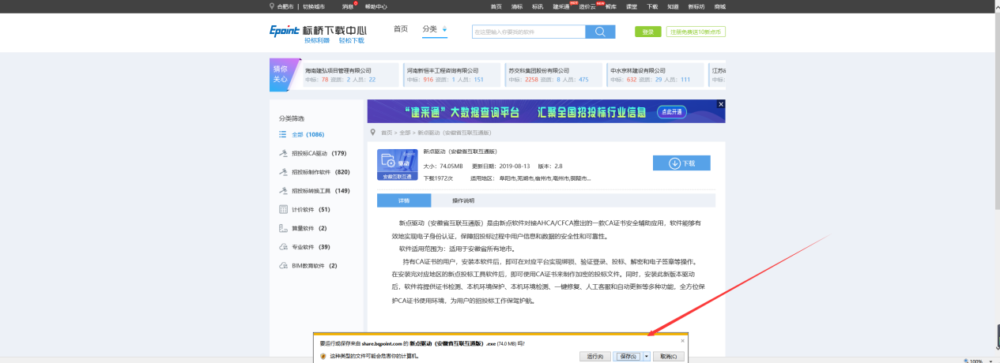 合肥市 | 切换城市 消息 帮助中心 首页 清标 标讯 建采通 造价云 智库 课堂 下载 知道 新标坊 商城
Epoint 标桥下载中心
投标利器 轻松下载
首页 分类
在这里输入你要询的软件
登录 注册免费送10新点币
猜你
关心
海南建弘项目管理有限公司
中标: 78 资质: 2 人员: 22
河南新恒丰工程咨询有限公司
中标: 916 资质: 1 人员: 151
苏交科集团股份有限公司
中标: 2258 资质: 8 人员: 475
中水京林建设有限公司
中标: 632 资质: 29 人员: 111
中标:
分类筛选
全部 (1086)
招投标CA驱动 (179)
招投标制作软件 (820)
招投标转换工具 (149)
计价软件 (51)
算量软件 (2)
专业软件 (39)
BIM教育软件 (2)
“建采通”大数据查询平台 汇聚全国招投标行业信息 点此开通
首页 > 全部 > 新点驱动（安徽省互联互通版）
驱动
安徽互联互通
新点驱动（安徽省互联互通版）
大小: 74.05MB 更新日期: 2019-08-13 版本: 2.8
下载1972次 适用地区: 阜阳市,芜湖市,宿州市,亳州市,铜陵市...
下载
详情 操作说明
新点驱动（安徽省互联互通版）是由新点软件对接AHCA/CFCA推出的一款CA证书安全辅助应用，软件能够有
效地实现电子身份认证，保障招投标过程中用户信息和数据的安全性和可靠性。
软件适用范围为：适用于安徽省所有地市。
持有CA证书的用户，安装本软件后，即可在对应平台实现绑锁、验证登录、投标、解密和电子签章等操作。
在安装完对应地区的新点投标工具软件后，即可使用CA证书来制作加密的投标文件。同时，安装此新版本驱动
后，软件将提供证书检测、本机环境保护、本机环境检测、一键修复、人工客服和自动更新等多种功能，全方位保
护CA证书使用环境，为用户的招投标工作保驾护航。
要运行或保存来自 share.bqpoint.com 的 新点驱动（安徽省互联互通版）.exe (74.0 MB) 吗?
这种类型的文件可能会危害你的计算机。
运行(R) 保存(S) 取消(C)
100%